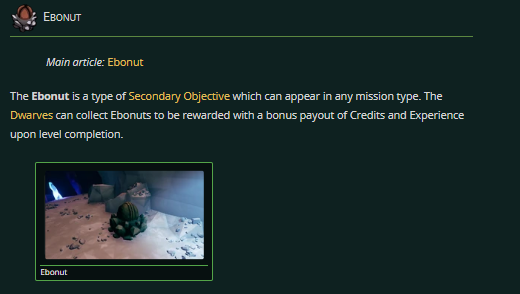 Ebonut
Main article: Ebonut
The Ebonut is a type of Secondary Objective which can appear in any mission type. The
Dwarves can collect Ebonuts to be rewarded with a bonus payout of Credits and Experience
upon level completion.
Ebonut